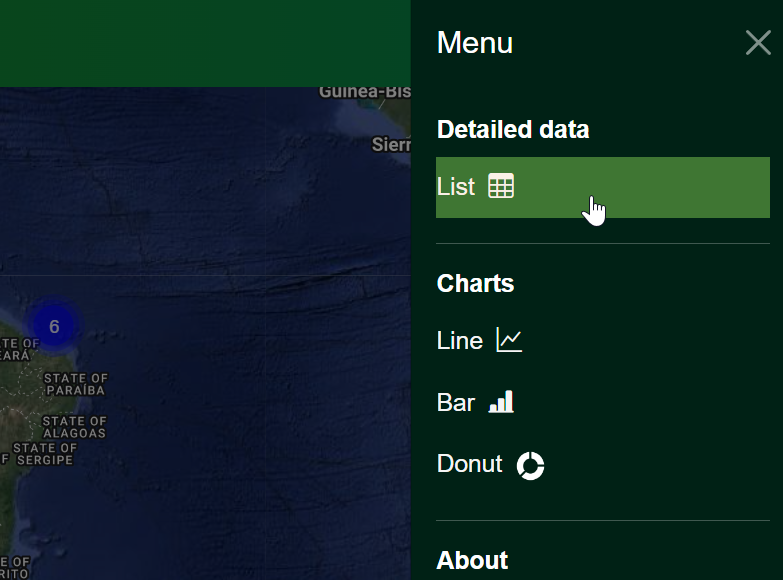 Menu
Detailed data
List
Charts
Line
Bar
Donut
About
Guinea-Bis
Sierr
6
TE OF
EARÁ
STATE OF
PARAÍBA
STATE OF
ALAGOAS
STATE OF
F SERGIPE
E OF
RITO